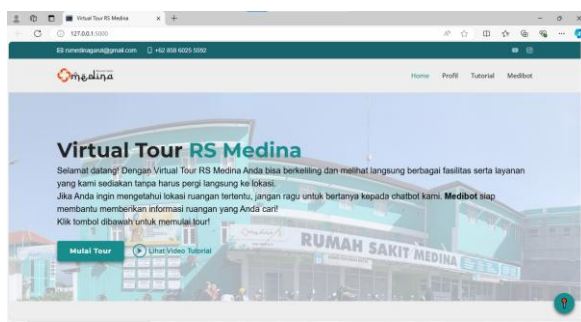 Virtual Tour RS Medina
127.0.0.1:5000
rsmedinagarut@gmail.com +62 858 6025 5592
medina
Home Profil Tutorial Medibot
Virtual Tour RS Medina
Selamat datang! Dengan Virtual Tour RS Medina Anda bisa berkeliling dan melihat langsung berbagai fasilitas serta layanan
yang kami sediakan tanpa harus pergi langsung ke lokasi.
Jika Anda ingin mengetahui lokasi ruangan tertentu, jangan ragu untuk bertanya kepada chatbot kami. Medibot siap
membantu memberikan informasi ruangan yang Anda cari!
Klik tombol dibawah untuk memulai tour!
Mulai Tour Lihat Video Tutorial
RUMAH SAKIT MEDINA